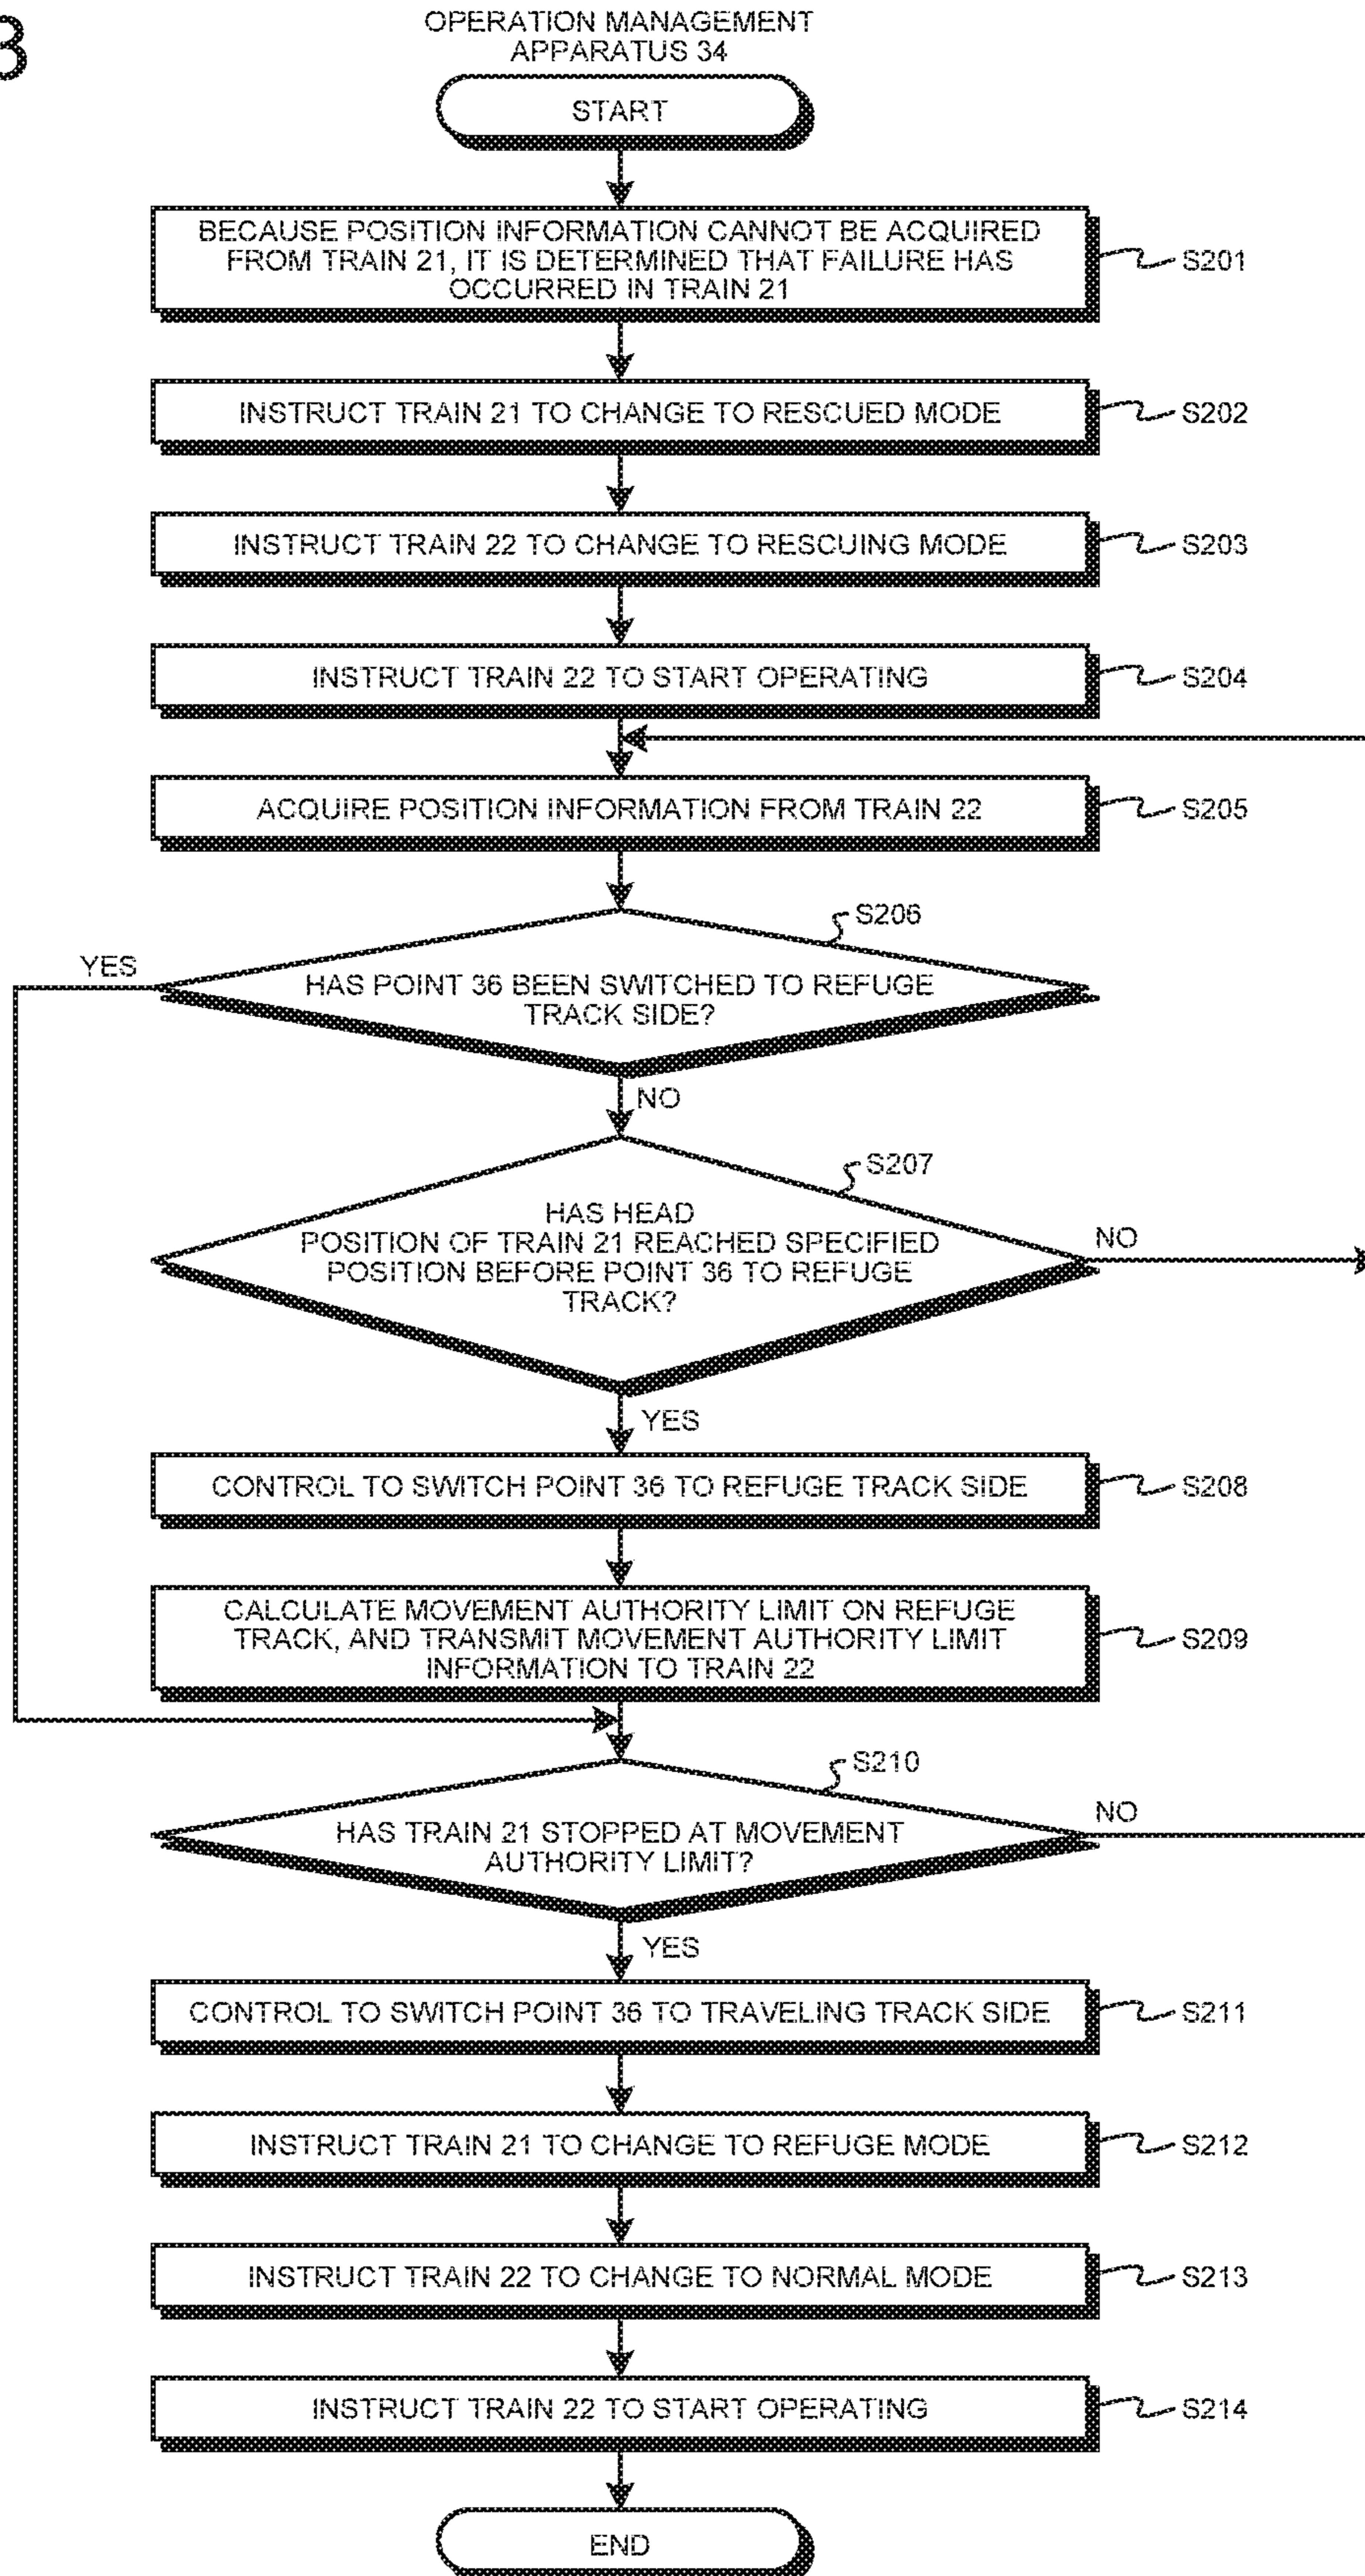 OPERATION MANAGEMENT
APPARATUS 34
START
BECAUSE POSITION INFORMATION CANNOT BE ACQUIRED
FROM TRAIN 21, IT IS DETERMINED THAT FAILURE HAS
OCCURRED IN TRAIN 21
S201
INSTRUCT TRAIN 21 TO CHANGE TO RESCUED MODE
S202
INSTRUCT TRAIN 22 TO CHANGE TO RESCUING MODE
S203
INSTRUCT TRAIN 22 TO START OPERATING
S204
ACQUIRE POSITION INFORMATION FROM TRAIN 22
S205
S206
YES
HAS POINT 36 BEEN SWITCHED TO REFUGE
TRACK SIDE?
NO
S207
HAS HEAD
POSITION OF TRAIN 21 REACHED SPECIFIED
POSITION BEFORE POINT 36 TO REFUGE
TRACK?
NO
YES
CONTROL TO SWITCH POINT 36 TO REFUGE TRACK SIDE
S208
CALCULATE MOVEMENT AUTHORITY LIMIT ON REFUGE
TRACK, AND TRANSMIT MOVEMENT AUTHORITY LIMIT
INFORMATION TO TRAIN 22
S209
S210
HAS TRAIN 21 STOPPED AT MOVEMENT
AUTHORITY LIMIT?
NO
YES
CONTROL TO SWITCH POINT 36 TO TRAVELING TRACK SIDE
S211
INSTRUCT TRAIN 21 TO CHANGE TO REFUGE MODE
S212
INSTRUCT TRAIN 22 TO CHANGE TO NORMAL MODE
S213
INSTRUCT TRAIN 22 TO START OPERATING
S214
END